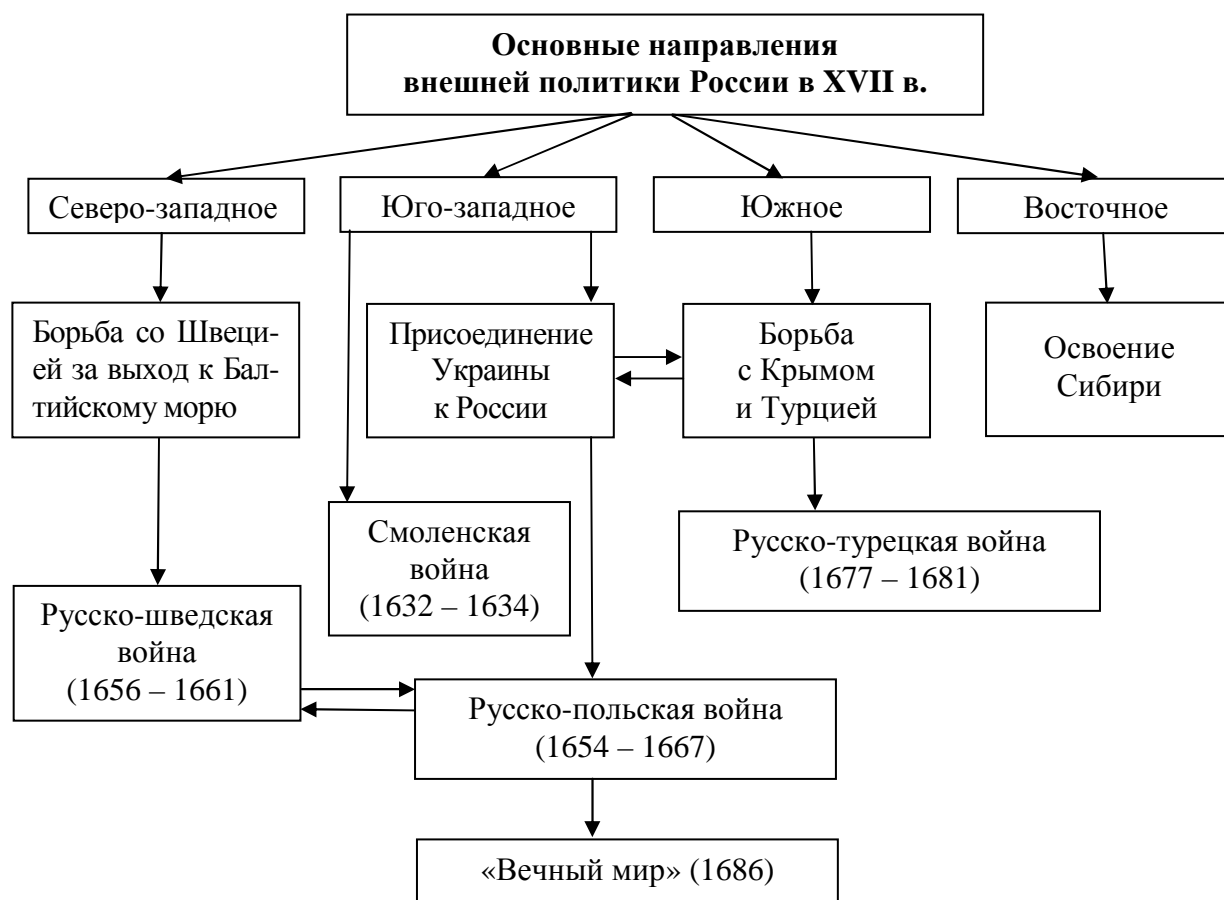 Основные направления
внешней политики России в XVII в.
Северо-западное
Юго-западное
Южное
Восточное
Борьба со Швеци-
ей за выход к Бал-
тийскому морю
Присоединение
Украины
к России
Борьба
с Крымом
и Турцией
Освоение
Сибири
Смоленская
война
(1632 – 1634)
Русско-турецкая война
(1677 – 1681)
Русско-шведская
война
(1656 – 1661)
Русско-польская война
(1654 – 1667)
«Вечный мир» (1686)